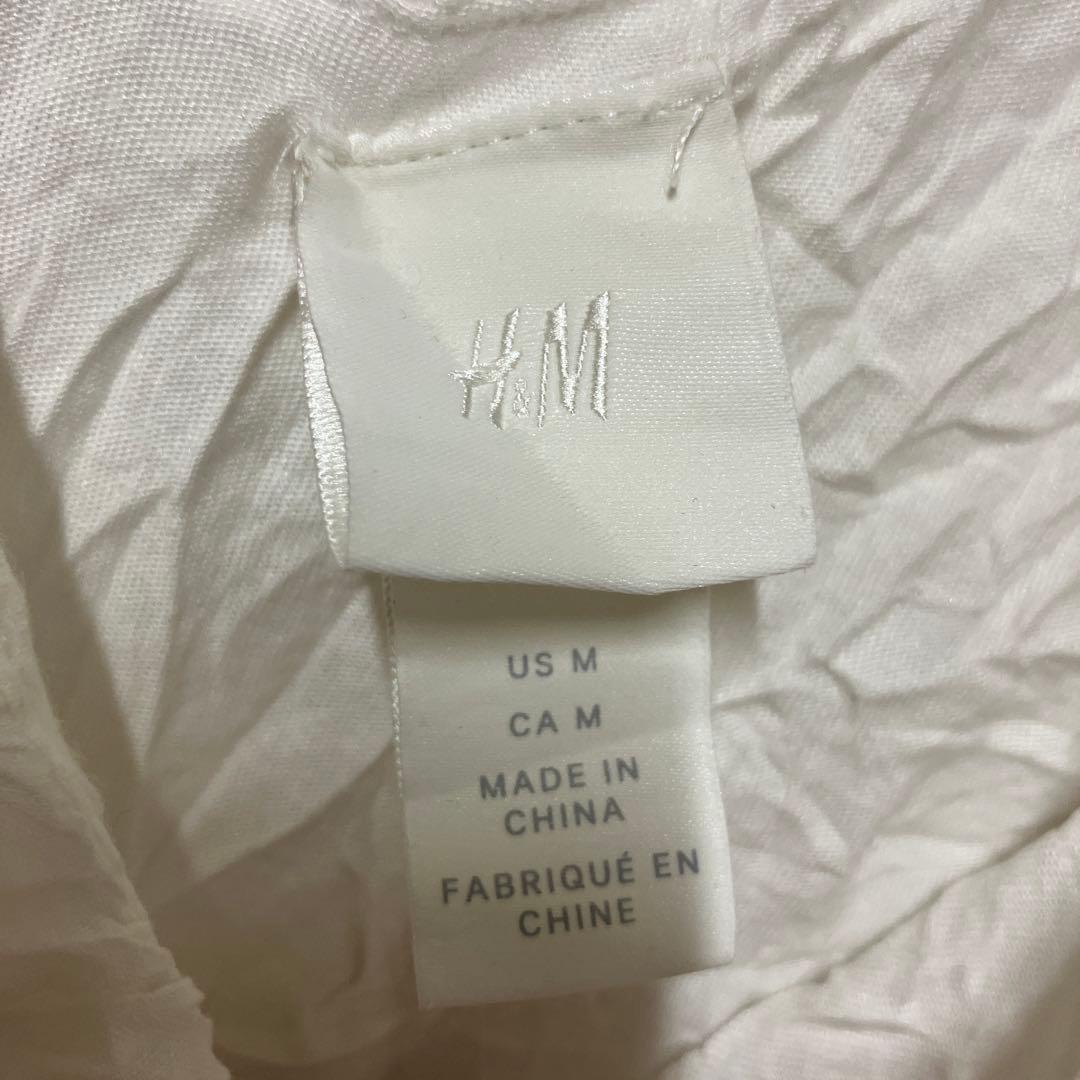 H&M
US M
CA M
MADE IN
CHINA
FABRIQUÉ EN
CHINE